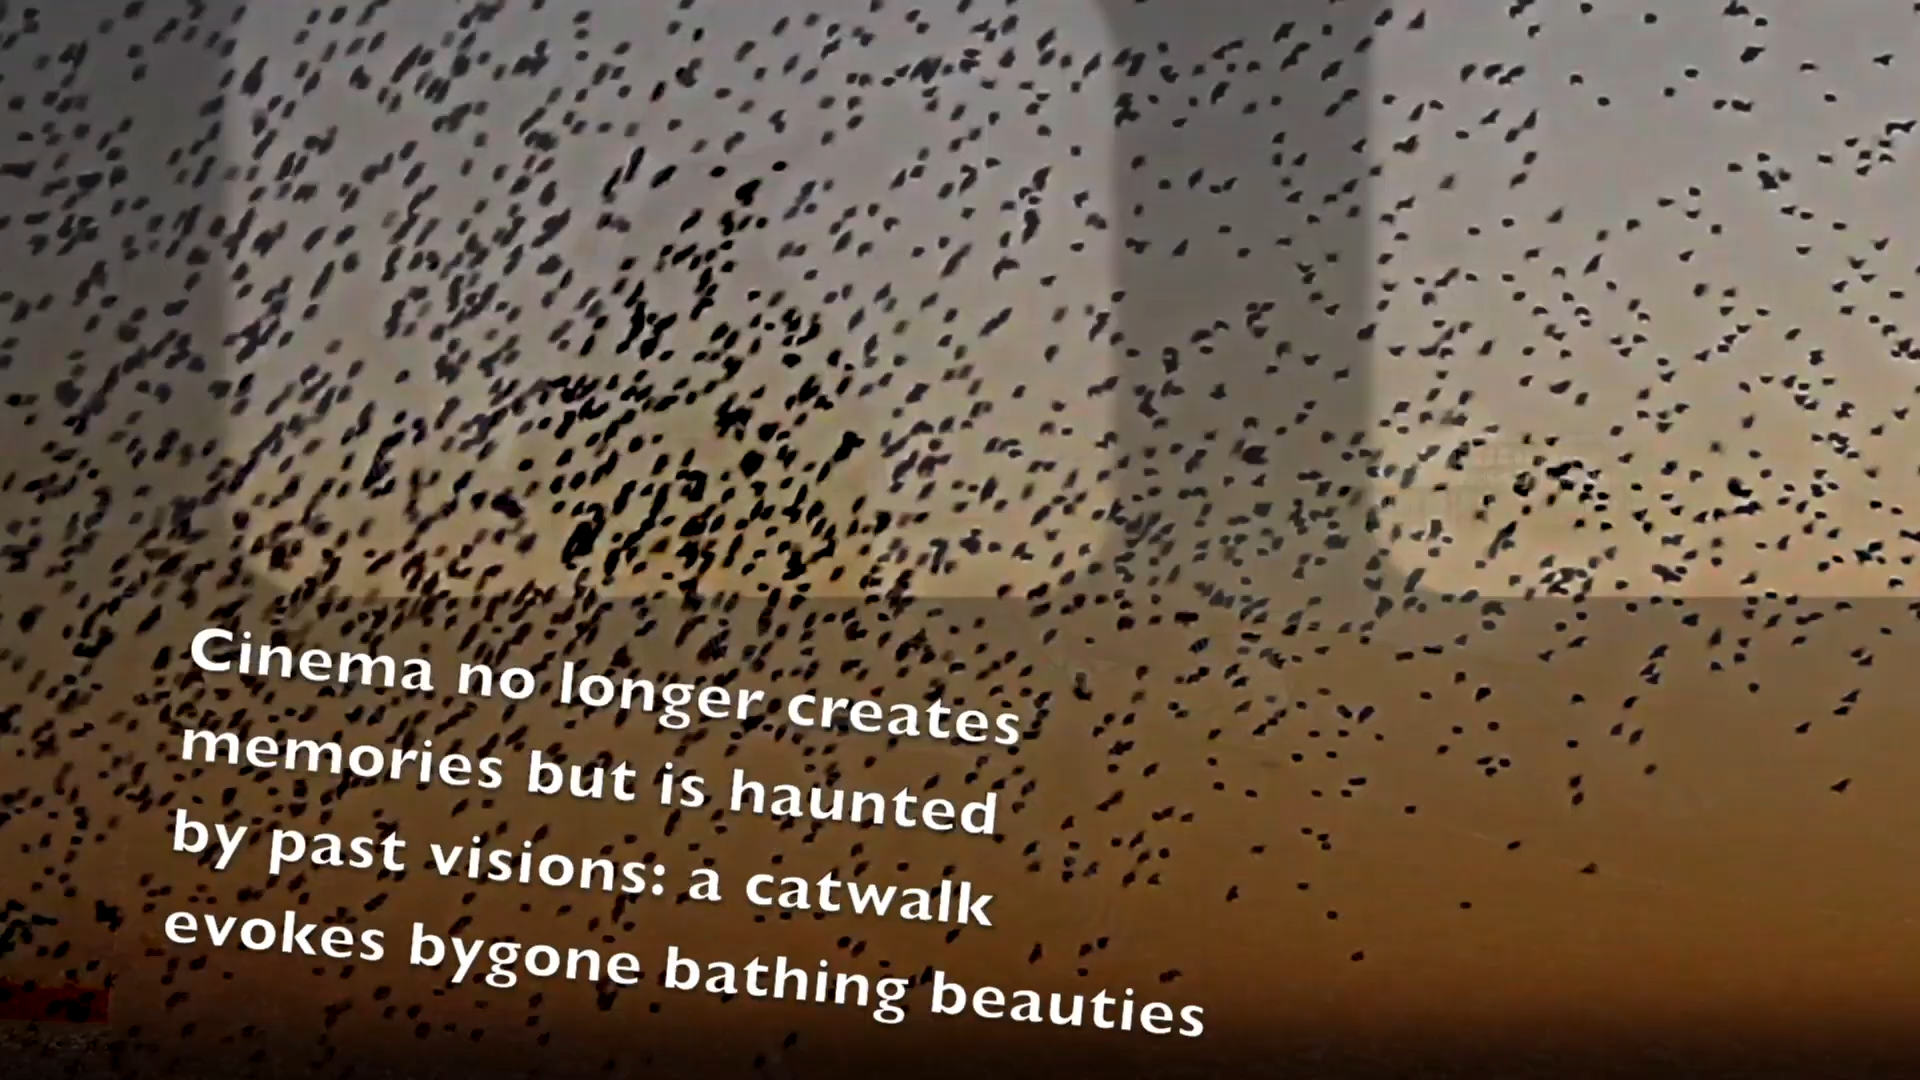 Cinema no longer creates
memories but is haunted
by past visions: a catwalk
evokes bygone bathing beauties